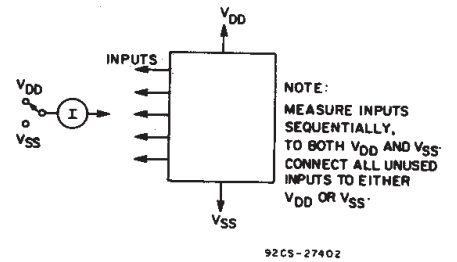 VDD
INPUTS
VDD
I
VSS
NOTE:
MEASURE INPUTS
SEQUENTIALLY,
TO BOTH VDD AND VSS.
CONNECT ALL UNUSED
INPUTS TO EITHER
VDD OR VSS.
VSS
92CS-27402